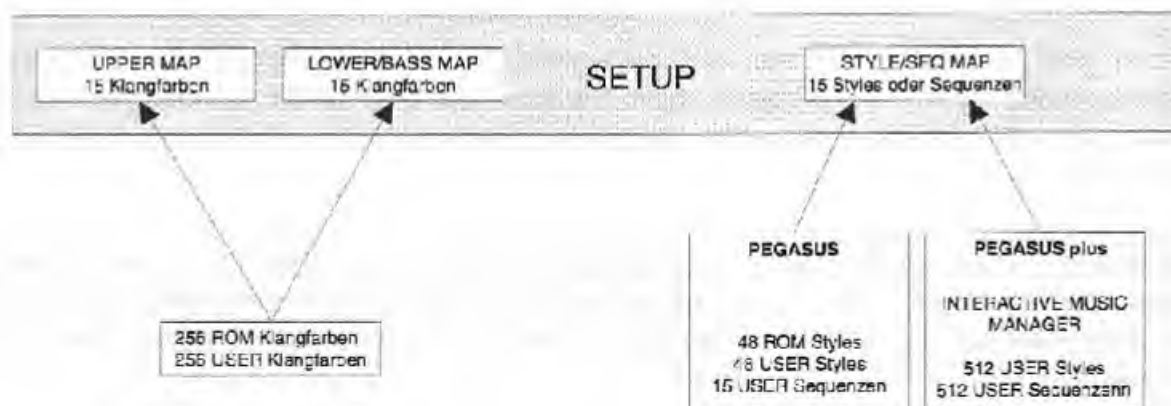 UPPER MAP
15 Klangfarben
LOWER/BASS MAP
15 Klangfarben
SETUP
STYLE/SEQ MAP
15 Styles oder Sequenzen
256 ROM Klangfarben
256 USER Klangfarben
PEGASUS
48 ROM Styles
48 USER Styles
15 USER Sequenzen
PEGASUS plus
INTERACTIVE MUSIC
MANAGER
512 USER Styles
512 USER Sequenzann